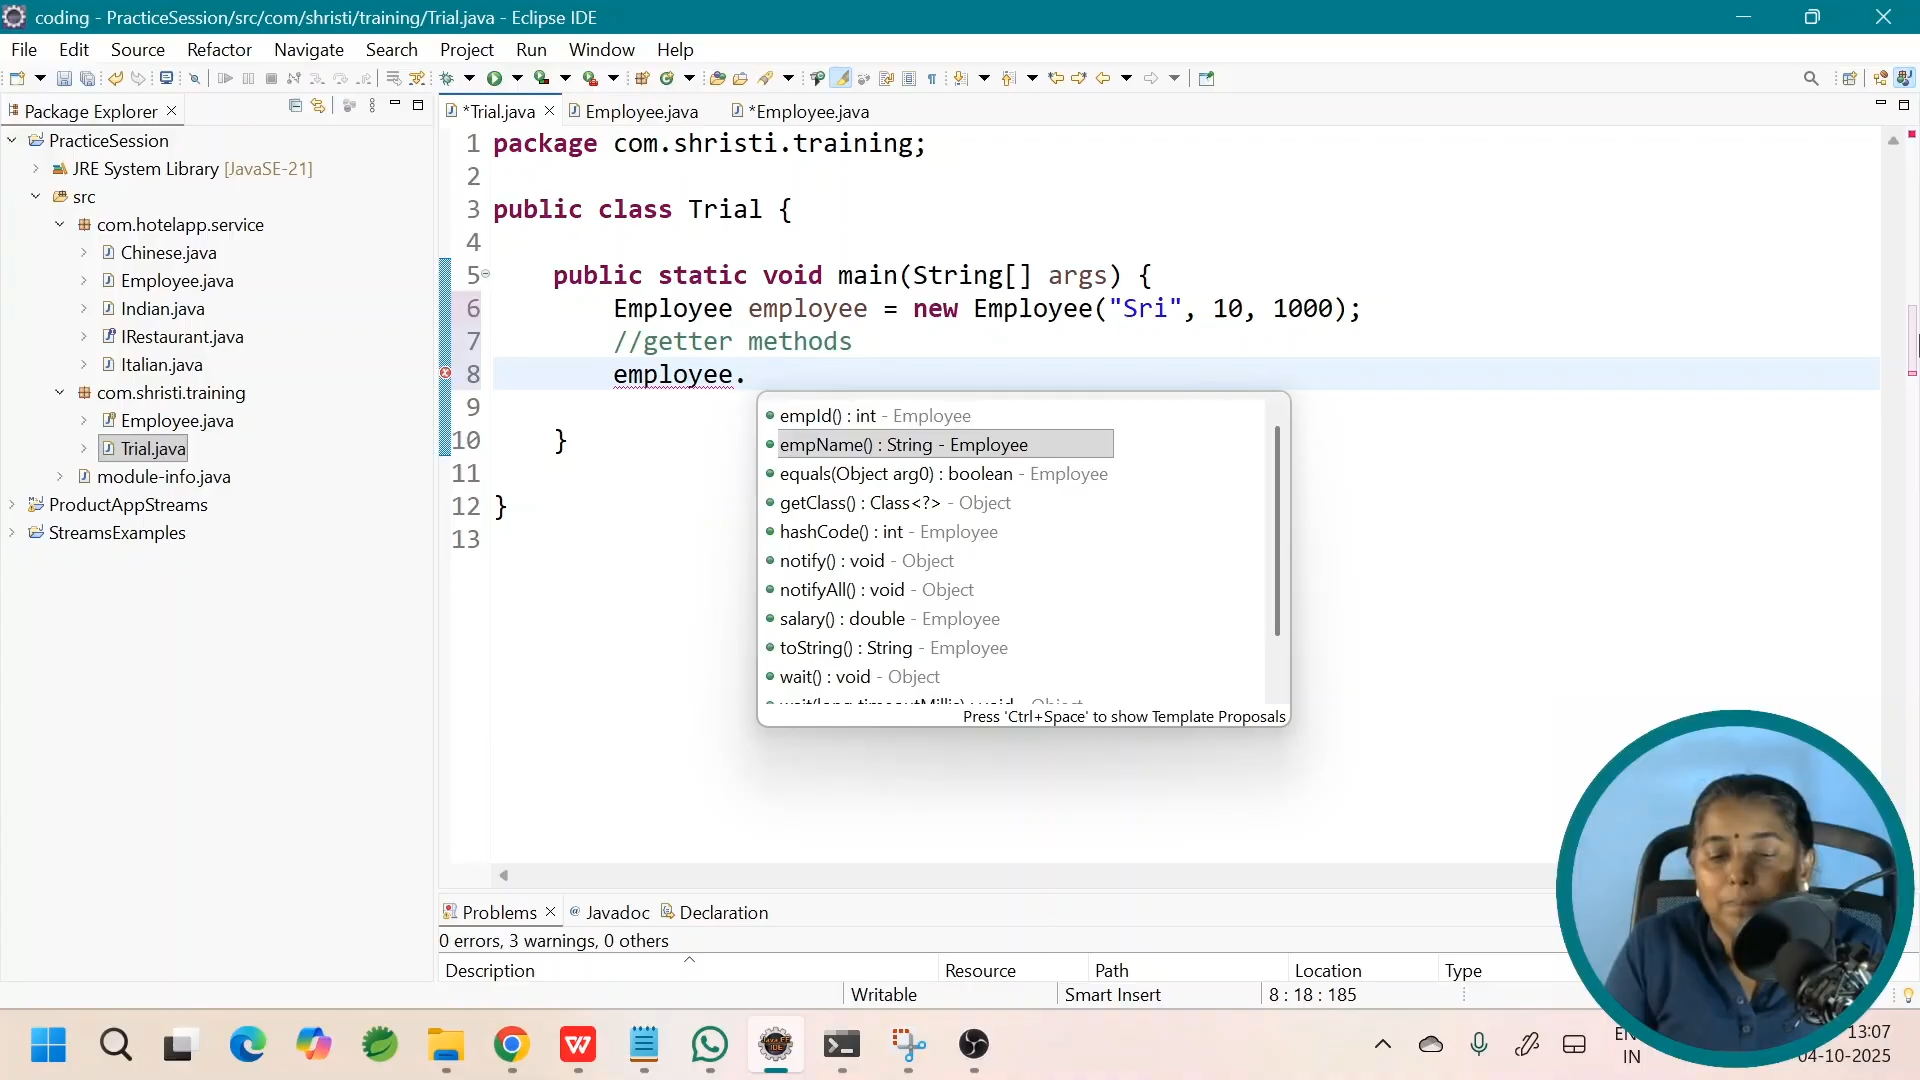 coding - PracticeSession/src/com/shristi/training/Trial.java - Eclipse IDE
File Edit Source Refactor Navigate Search Project Run Window Help
Package Explorer
*Trial.java Employee.java *Employee.java
PracticeSession
JRE System Library [JavaSE-21]
src
com.hotelapp.service
Chinese.java
Employee.java
Indian.java
IRestaurant.java
Italian.java
com.shristi.training
Employee.java
Trial.java
module-info.java
ProductAppStreams
StreamsExamples
1 package com.shristi.training;
2
3 public class Trial {
4
5 public static void main(String[] args) {
6 Employee employee = new Employee("Sri", 10, 1000);
7 //getter methods
8 employee.
9
10 }
11
12 }
13
empId() : int - Employee
empName() : String - Employee
equals(Object arg0) : boolean - Employee
getClass() : Class<?> - Object
hashCode() : int - Employee
notify() : void - Object
notifyAll() : void - Object
salary() : double - Employee
toString() : String - Employee
wait() : void - Object
wait(long timeoutMillis) : void - Object
Press 'Ctrl+Space' to show Template Proposals
Problems @ Javadoc Declaration
0 errors, 3 warnings, 0 others
Description Resource Path Location Type
Writable Smart Insert 8 : 18 : 185
IN
13:07
04-10-2025